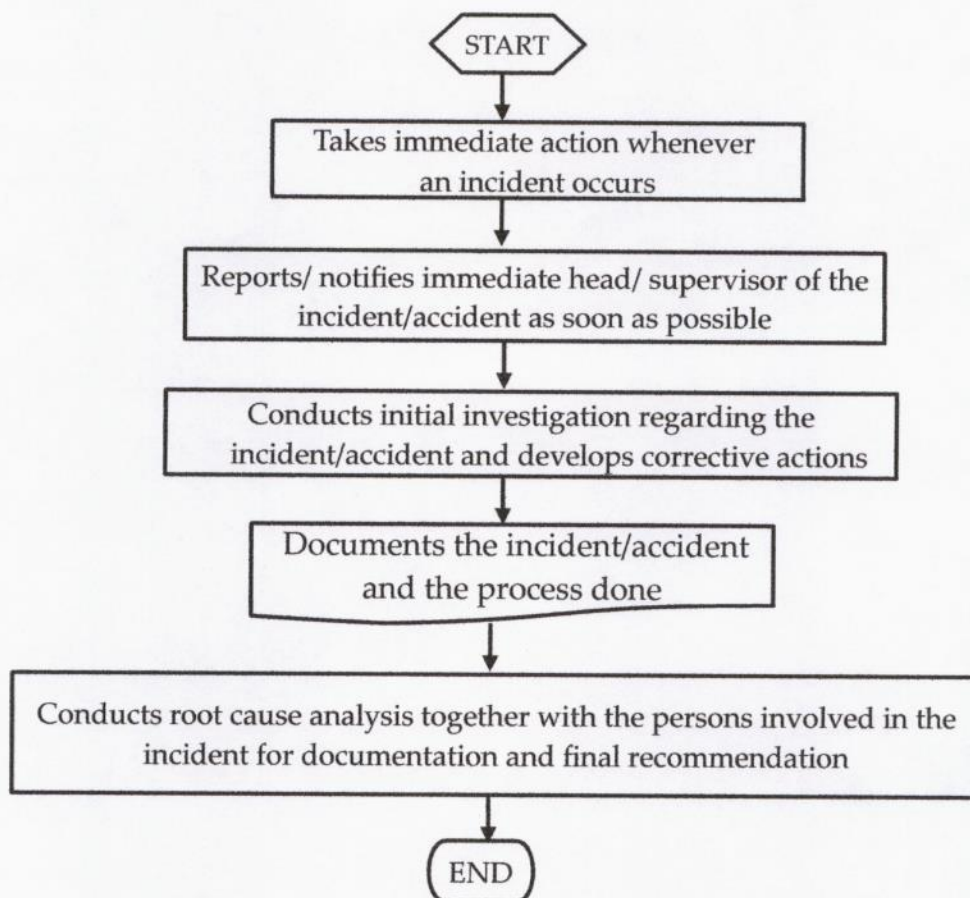 START
Takes immediate action whenever
an incident occurs
Reports/ notifies immediate head/ supervisor of the
incident/accident as soon as possible
Conducts initial investigation regarding the
incident/accident and develops corrective actions
Documents the incident/accident
and the process done
Conducts root cause analysis together with the persons involved in the
incident for documentation and final recommendation
END